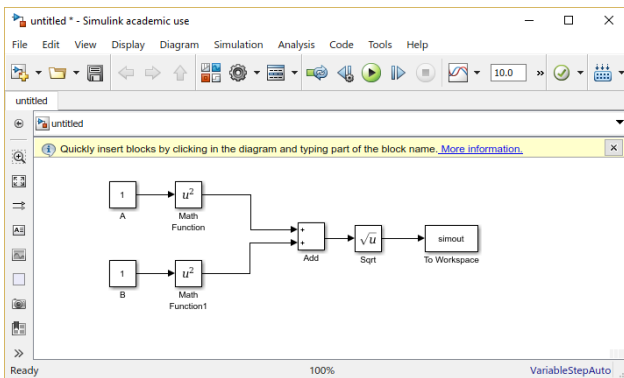 untitled * - Simulink academic use
File Edit View Display Diagram Simulation Analysis Code Tools Help
10.0 »
untitled
untitled
Quickly insert blocks by clicking in the diagram and typing part of the block name. More information.
1
A
u²
Math
Function
+
+
Add
√u
Sqrt
simout
To Workspace
1
B
u²
Math
Function1
»
Ready 100% VariableStepAuto